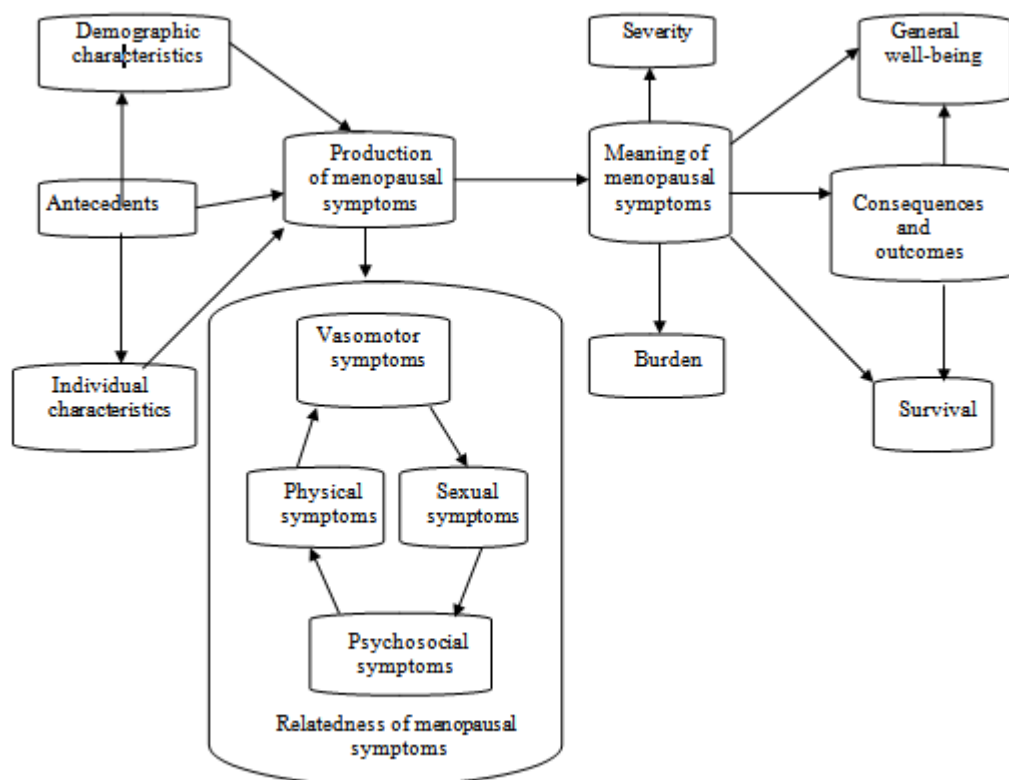 Demographic
characteristics
Severity
General
well-being
Antecedents
Production
of menopausal
symptoms
Meaning of
menopausal
symptoms
Consequences
and
outcomes
Individual
characteristics
Vasomotor
symptoms
Burden
Survival
Physical
symptoms
Sexual
symptoms
Psychosocial
symptoms
Relatedness of menopausal
symptoms